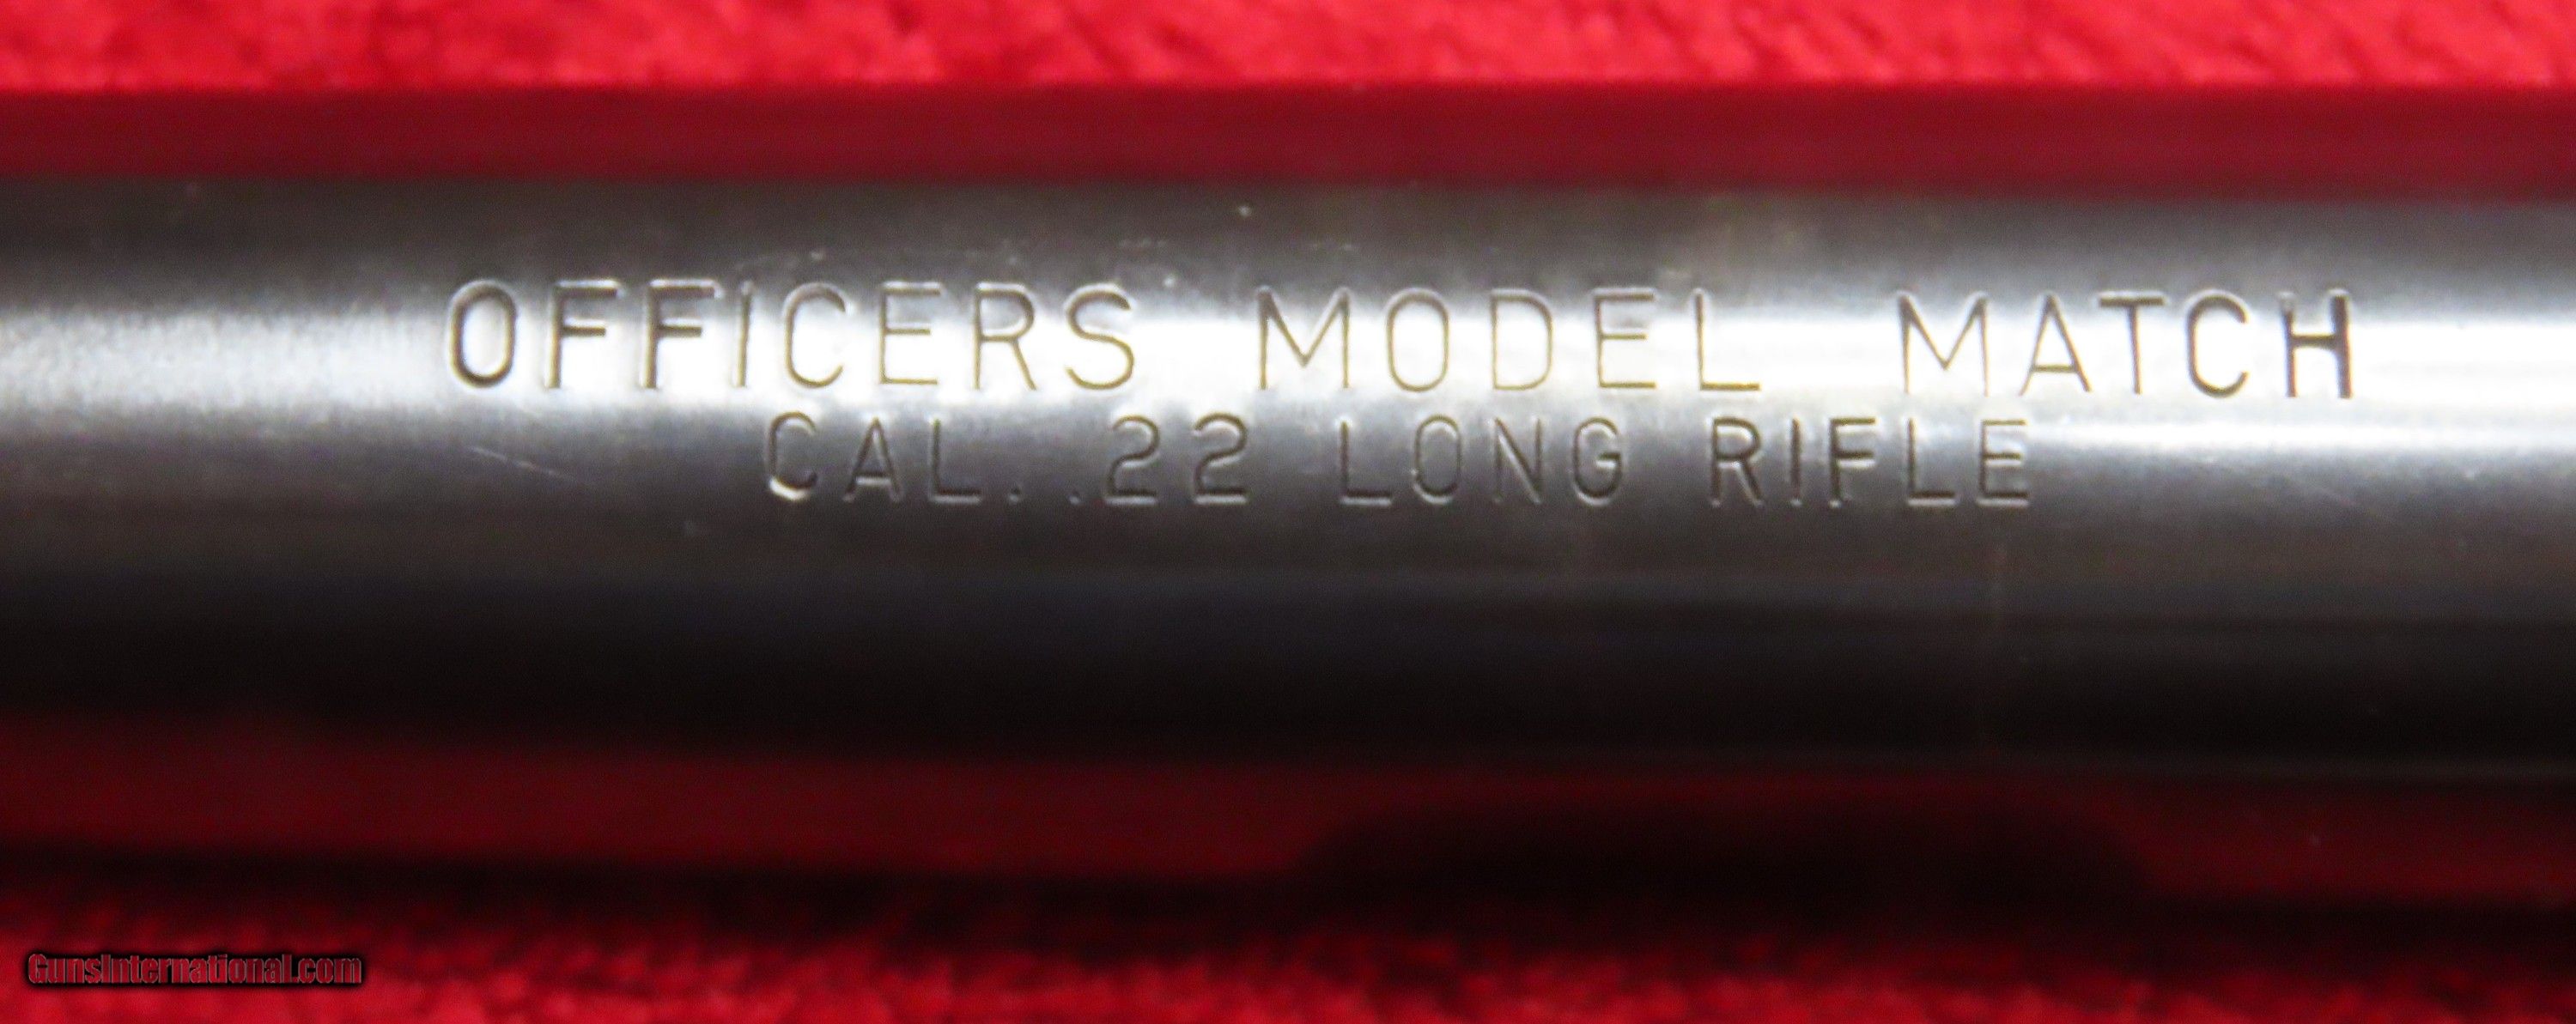 OFFICERS MODEL MATCH
CAL. .22 LONG RIFLE
GunsInternational.com